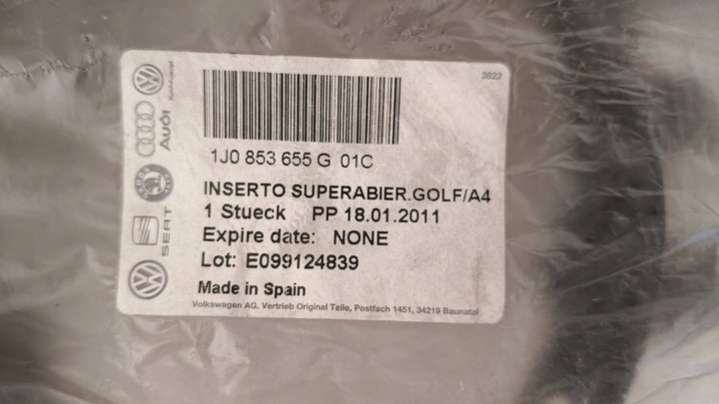 3622
1J0 853 655 G 01C
INSERTO SUPERABIER.GOLF/A4
1 Stueck PP 18.01.2011
Expire date: NONE
Lot: E099124839
Made in Spain
Volkswagen AG, Vertrieb Original Teile, Postfach 1451, 34219 Baunatal
Audi
SEAT